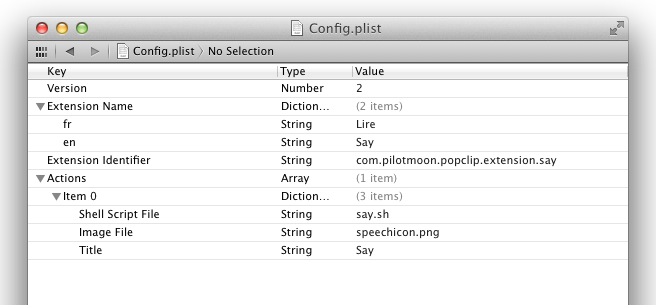 Config.plist
Config.plist No Selection
Key Type Value
Version Number 2
Extension Name Diction... (2 items)
fr String Lire
en String Say
Extension Identifier String com.pilotmoon.popclip.extension.say
Actions Array (1 item)
Item 0 Diction... (3 items)
Shell Script File String say.sh
Image File String speechicon.png
Title String Say